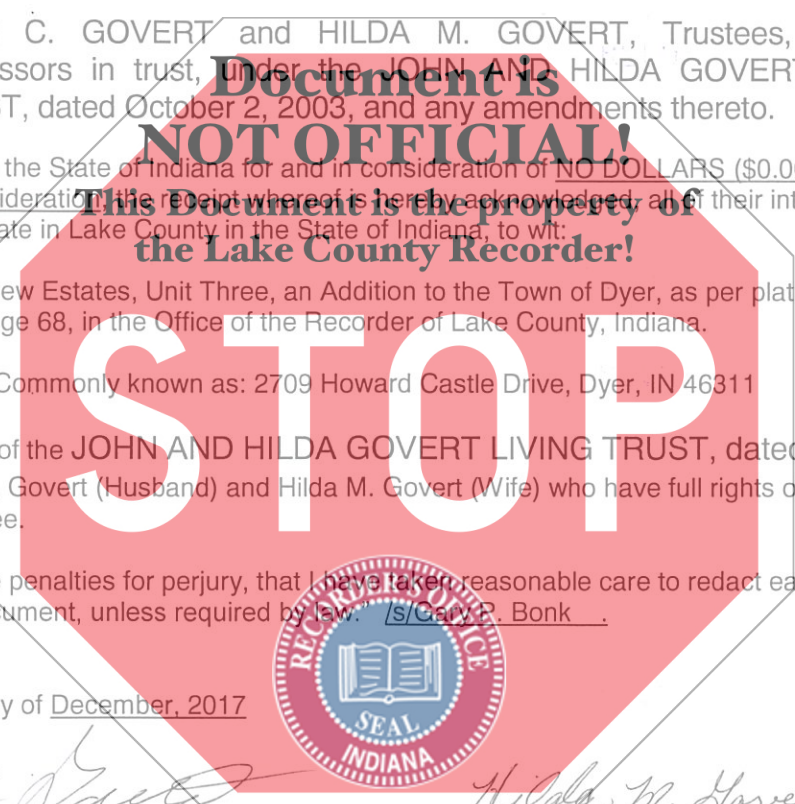 C. GOVERT and HILDA M. GOVERT, Trustees,
ssors in trust, under the JOHN AND HILDA GOVERT
T, dated October 2, 2003, and any amendments thereto.
Document is
NOT OFFICIAL!
the State of Indiana for and in consideration of NO DOLLARS ($0.00
ideration, the receipt whereof is hereby acknowledged, all of their int
ate in Lake County in the State of Indiana, to wit:
This Document is the property of
the Lake County Recorder!
ew Estates, Unit Three, an Addition to the Town of Dyer, as per plat
ge 68, in the Office of the Recorder of Lake County, Indiana.
STOP
Commonly known as: 2709 Howard Castle Drive, Dyer, IN 46311
of the JOHN AND HILDA GOVERT LIVING TRUST, dated
Govert (Husband) and Hilda M. Govert (Wife) who have full rights o
ee.
penalties for perjury, that I have taken reasonable care to redact ea
ument, unless required by law." /s/Gary P. Bonk .
RECORDER'S OFFICE
SEAL
INDIANA
y of December, 2017
Hilda M. Gove